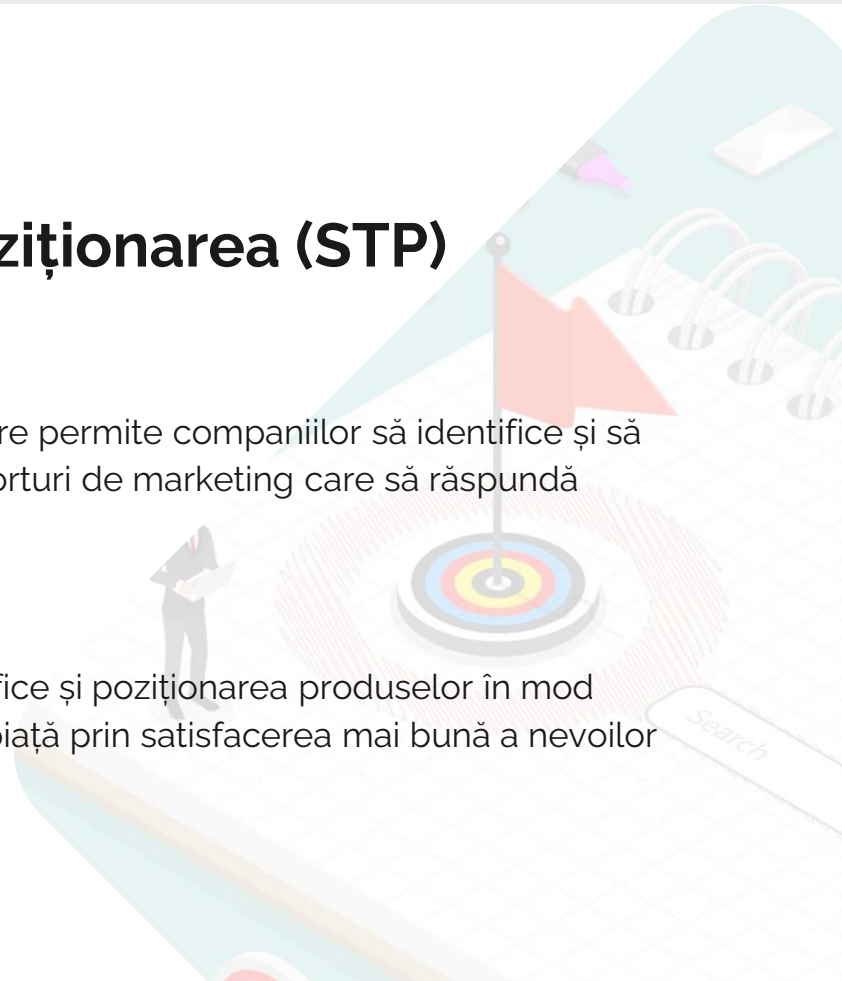 ziționarea (STP)
re permite companiilor să identifice și să
orturi de marketing care să răspundă
fice și poziționarea produselor în mod
piață prin satisfacerea mai bună a nevoilor
Search